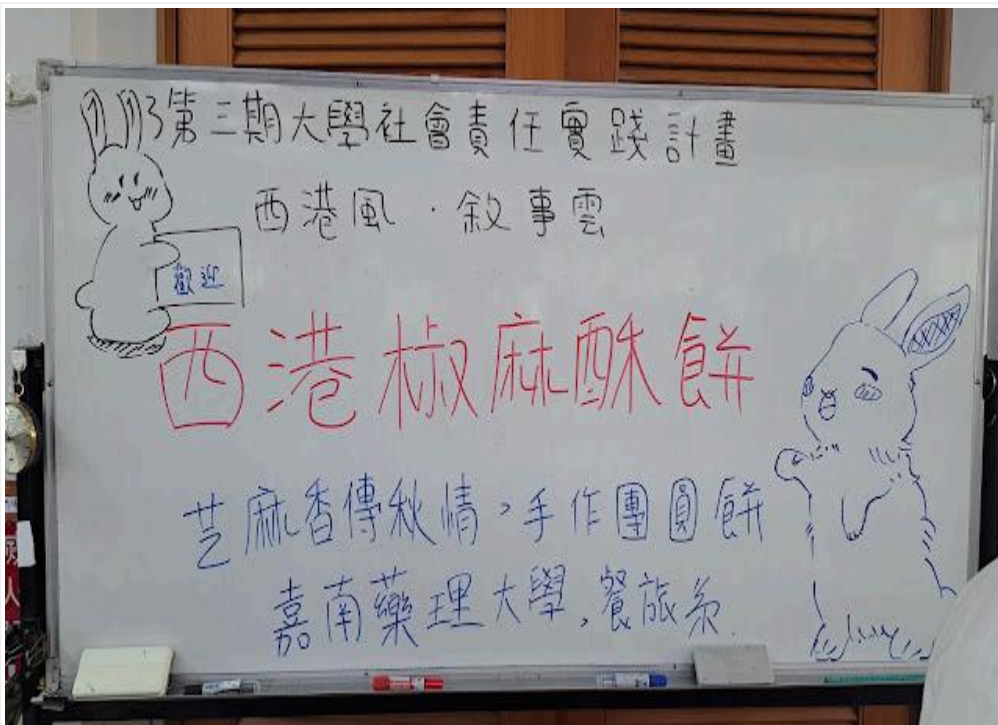 113第三期大學社會責任實踐計畫
西港風·敘事雲
歡迎
西港椒麻酥餅
芝麻香傳秋情，手作團圓餅
嘉南藥理大學,餐旅系